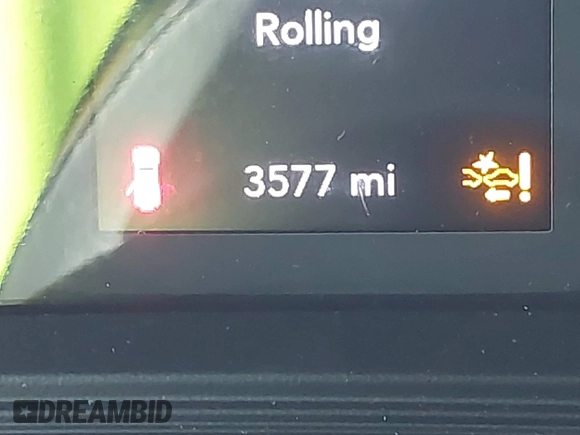 Rolling
3577 mi
DREAMBID